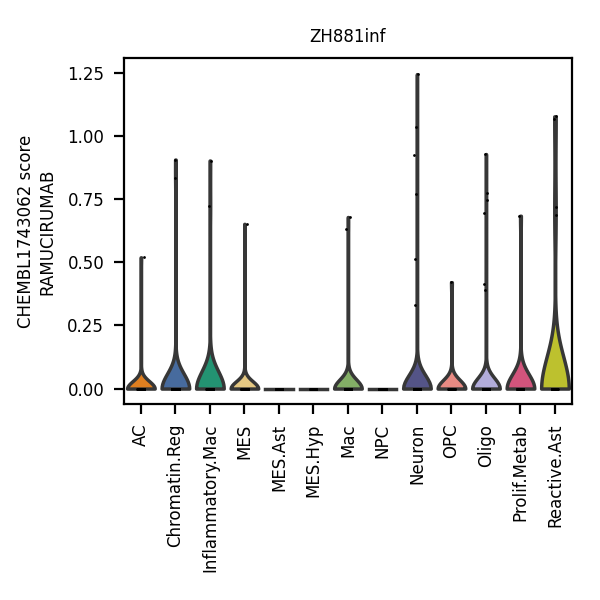 ZH881inf
CHEMBL1743062 score
RAMUCIRUMAB
1.25
1.00
0.75
0.50
0.25
0.00
AC
Chromatin.Reg
Inflammatory.Mac
MES
MES.Ast
MES.Hyp
Mac
NPC
Neuron
OPC
Oligo
Prolif.Metab
Reactive.Ast